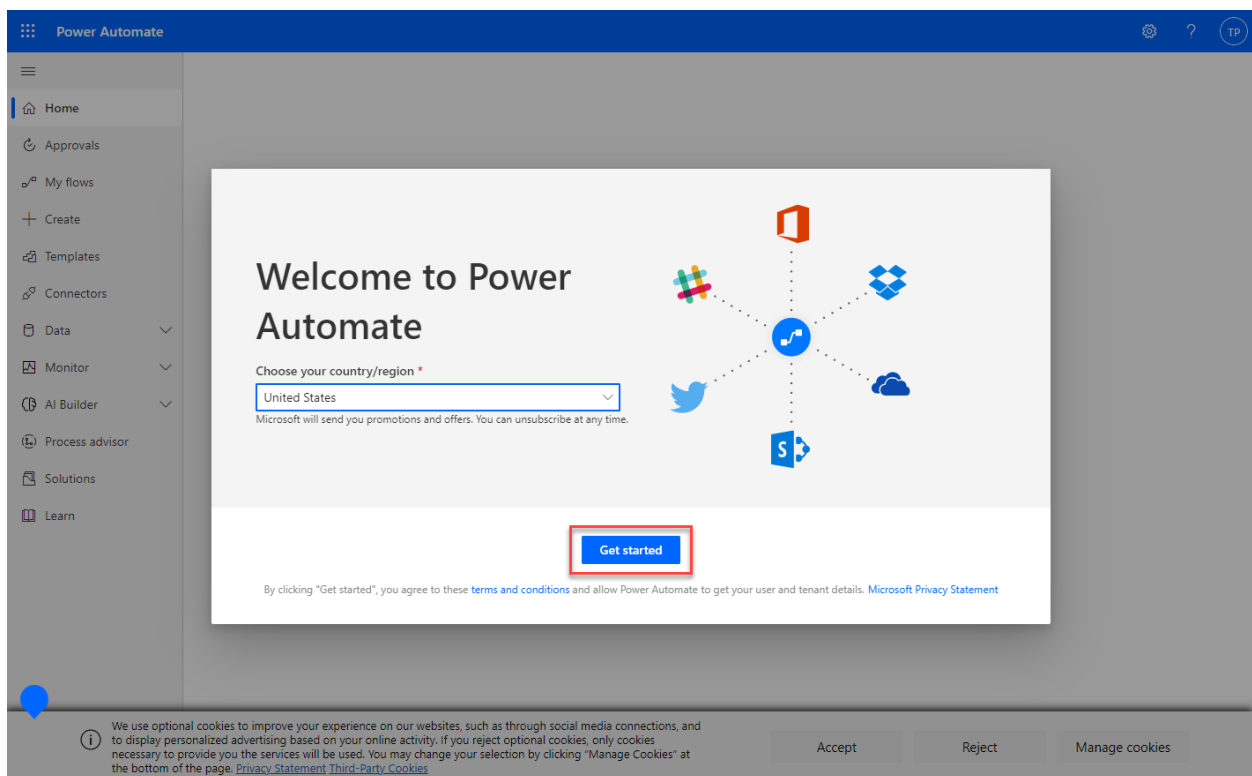 Power Automate
?
TP
Home
Approvals
My flows
Create
Templates
Connectors
Data
Monitor
AI Builder
Process advisor
Solutions
Learn
Welcome to Power
Automate
Choose your country/region *
United States
Microsoft will send you promotions and offers. You can unsubscribe at any time.
S
Get started
By clicking "Get started", you agree to these terms and conditions and allow Power Automate to get your user and tenant details. Microsoft Privacy Statement
We use optional cookies to improve your experience on our websites, such as through social media connections, and
to display personalized advertising based on your online activity. If you reject optional cookies, only cookies
necessary to provide you the services will be used. You may change your selection by clicking "Manage Cookies" at
the bottom of the page. Privacy Statement Third-Party Cookies
Accept
Reject
Manage cookies